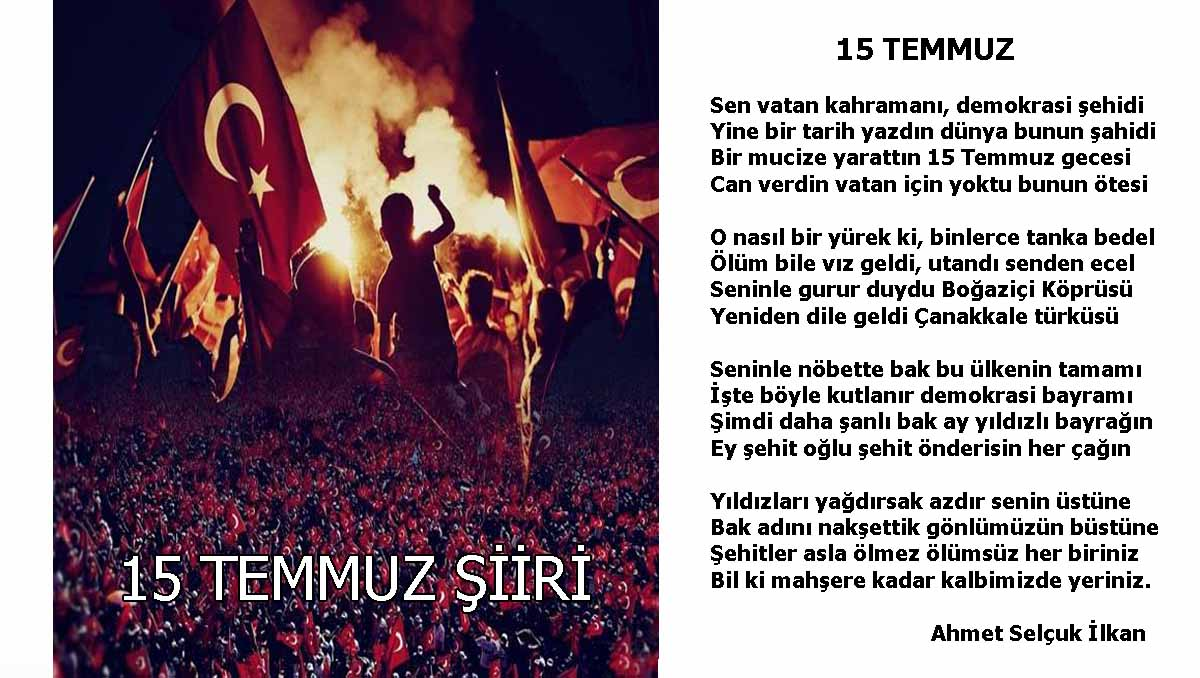 15 TEMMUZ ŞİİRİ
15 TEMMUZ
Sen vatan kahramanı, demokrasi şehidi
Yine bir tarih yazdın dünya bunun şahidi
Bir mucize yarattın 15 Temmuz gecesi
Can verdin vatan için yoktu bunun ötesi
O nasıl bir yürek ki, binlerce tanka bedel
Ölüm bile vız geldi, utandı senden ecel
Seninle gurur duydu Boğaziçi Köprüsü
Yeniden dile geldi Çanakkale türküsü
Seninle nöbette bak bu ülkenin tamamı
İşte böyle kutlanır demokrasi bayramı
Şimdi daha şanlı bak ay yıldızlı bayrağın
Ey şehit oğlu şehit önderisin her çağın
Yıldızları yağdırsak azdır senin üstüne
Bak adını nakşettik gönlümüzün büstüne
Şehitler asla ölmez ölümsüz her biriniz
Bil ki mahşere kadar kalbimizde yeriniz.
Ahmet Selçuk İlkan